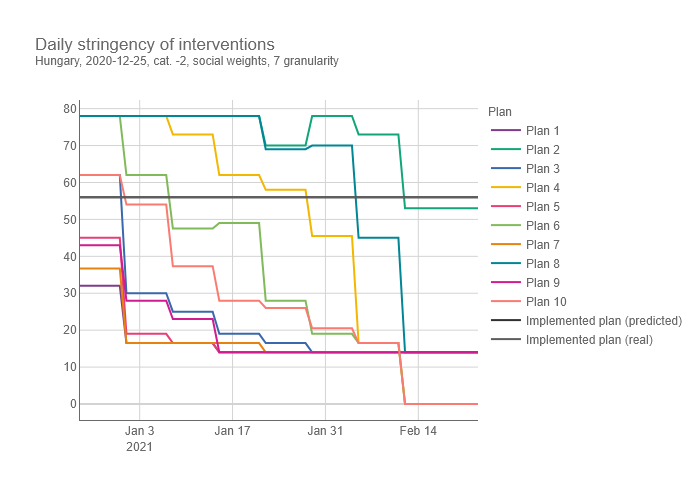 Daily stringency of interventions
Hungary, 2020-12-25, cat. -2, social weights, 7 granularity
80
70
60
50
40
30
20
10
0
Jan 3
2021
Jan 17
Jan 31
Feb 14
Plan
Plan 1
Plan 2
Plan 3
Plan 4
Plan 5
Plan 6
Plan 7
Plan 8
Plan 9
Plan 10
Implemented plan (predicted)
Implemented plan (real)